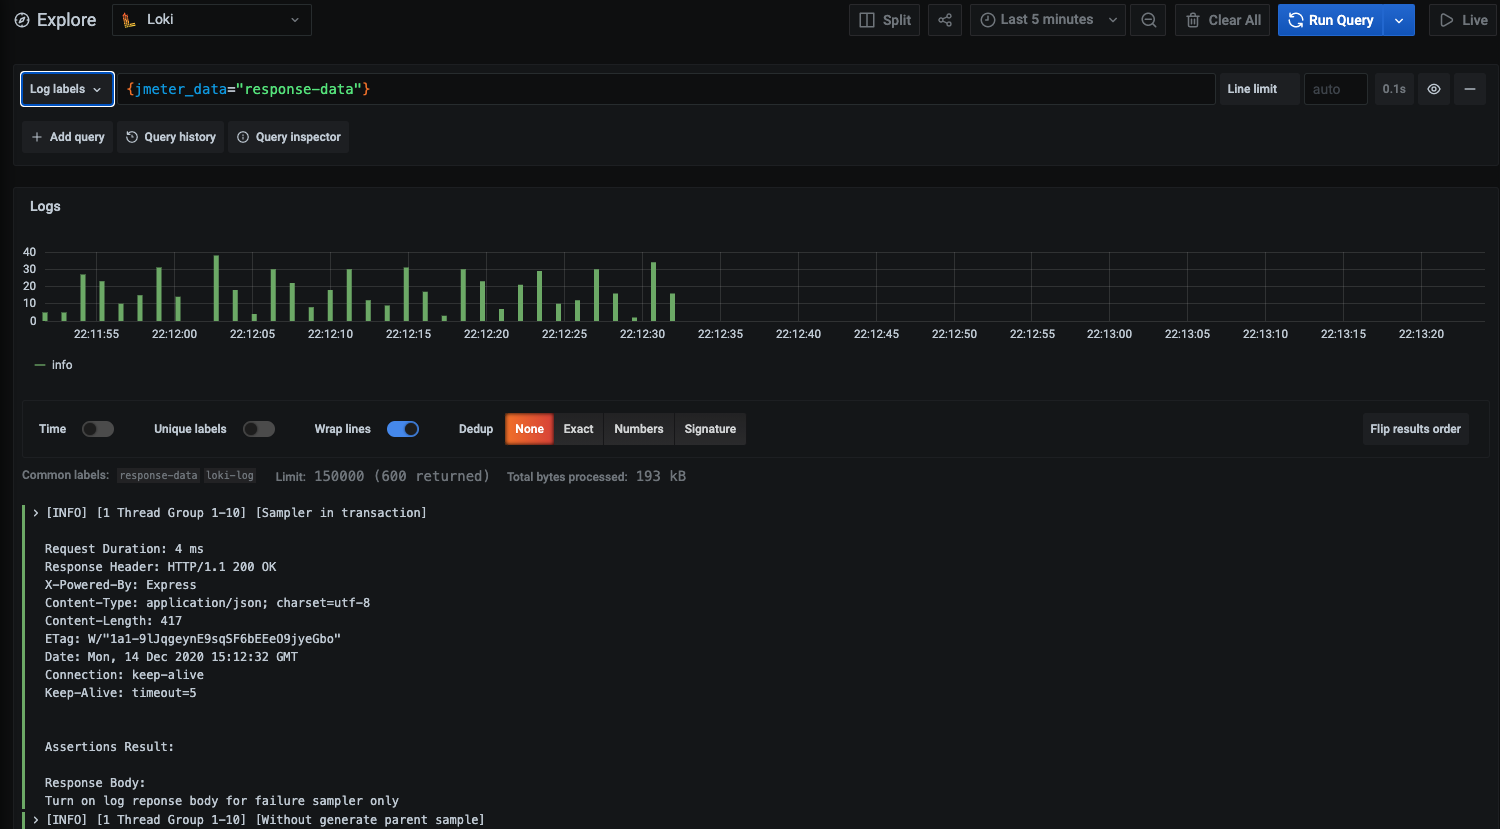 Explore Loki Split Last 5 minutes Clear All Run Query Live
Log labels {jmeter_data="response-data"} Line limit auto 0.1s
Add query Query history Query inspector
Logs
40
30
20
10
0
22:11:55 22:12:00 22:12:05 22:12:10 22:12:15 22:12:20 22:12:25 22:12:30 22:12:35 22:12:40 22:12:45 22:12:50 22:12:55 22:13:00 22:13:05 22:13:10 22:13:15 22:13:20
info
Time Unique labels Wrap lines Dedup None Exact Numbers Signature Flip results order
Common labels: response-data loki-log Limit: 150000 (600 returned) Total bytes processed: 193 kB
> [INFO] [1 Thread Group 1-10] [Sampler in transaction]
Request Duration: 4 ms
Response Header: HTTP/1.1 200 OK
X-Powered-By: Express
Content-Type: application/json; charset=utf-8
Content-Length: 417
ETag: W/"1a1-9lJqgeynE9sqSF6bEEeO9jyeGbo"
Date: Mon, 14 Dec 2020 15:12:32 GMT
Connection: keep-alive
Keep-Alive: timeout=5
Assertions Result:
Response Body:
Turn on log reponse body for failure sampler only
> [INFO] [1 Thread Group 1-10] [Without generate parent sample]